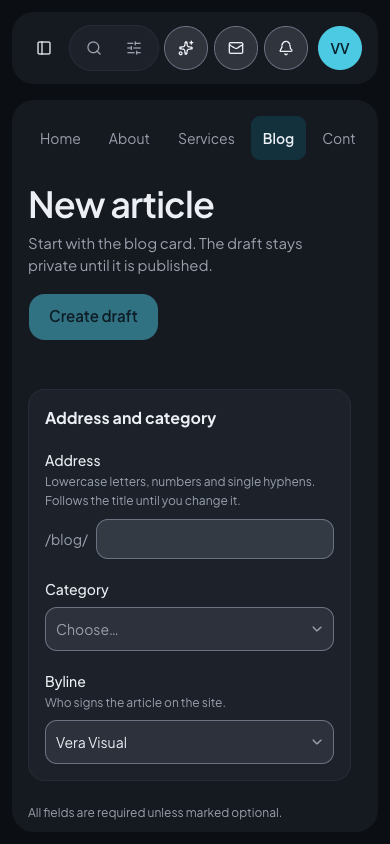 VV
Home About Services Blog Cont
New article
Start with the blog card. The draft stays
private until it is published.
Create draft
Address and category
Address
Lowercase letters, numbers and single hyphens.
Follows the title until you change it.
/blog/
Category
Choose...
Byline
Who signs the article on the site.
Vera Visual
All fields are required unless marked optional.